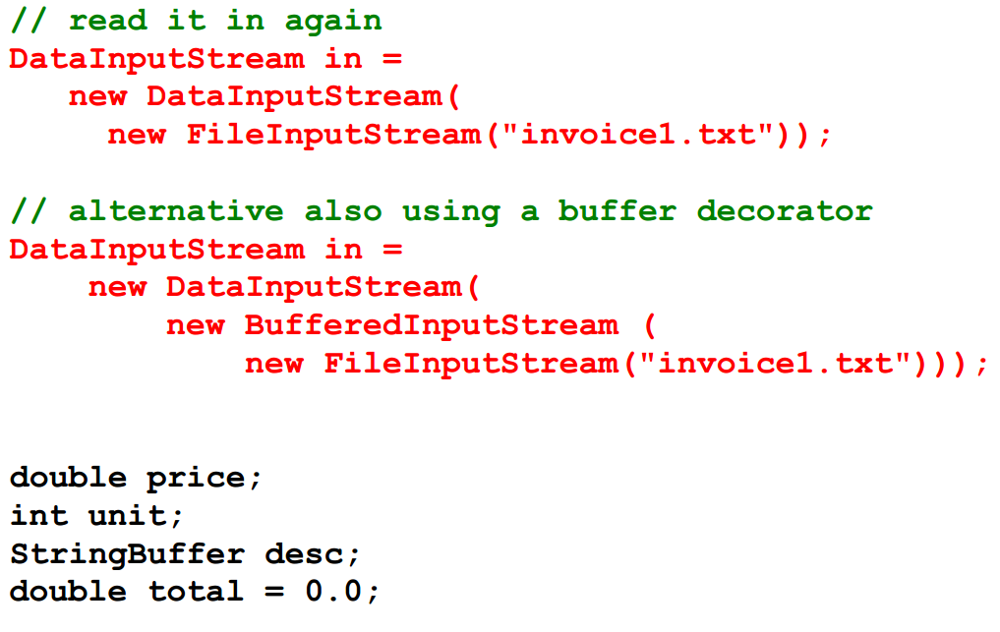 // read it in again
DataInputStream in =
new DataInputStream(
new FileInputStream("invoice1.txt"));
// alternative also using a buffer decorator
DataInputStream in =
new DataInputStream(
new BufferedInputStream (
new FileInputStream("invoice1.txt")));
double price;
int unit;
StringBuffer desc;
double total = 0.0;